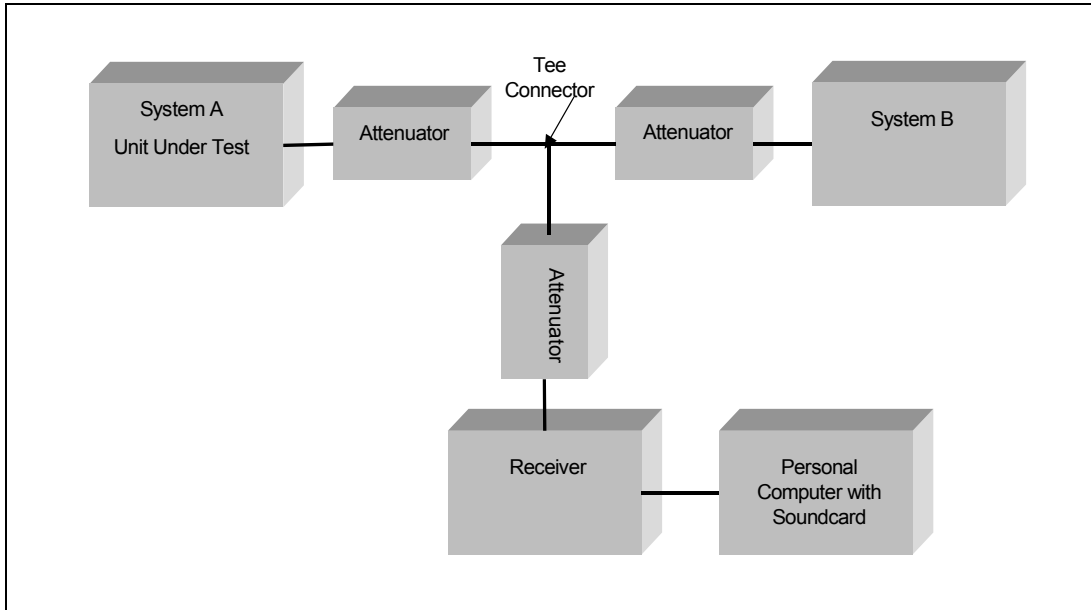 Tee
Connector
System A
Unit Under Test
Attenuator
Attenuator
System B
Attenuator
Receiver
Personal
Computer with
Soundcard